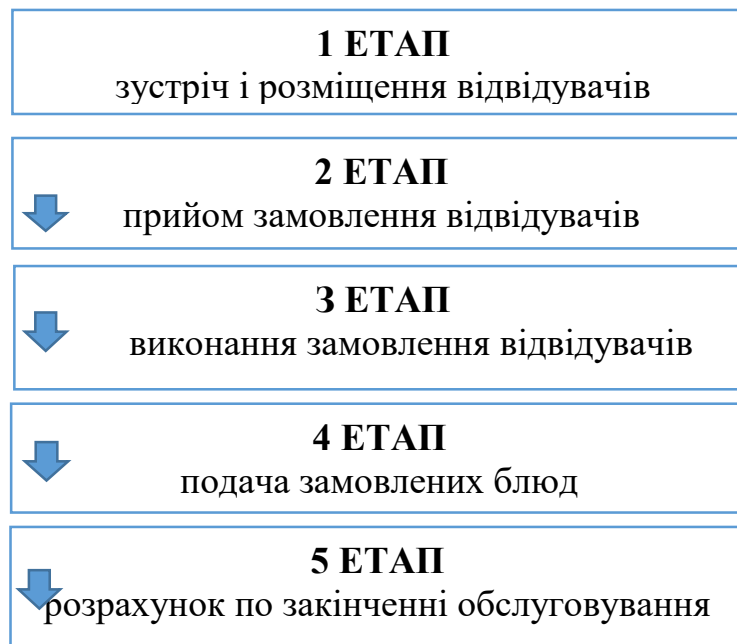 1 ЕТАП
зустріч і розміщення відвідувачів
2 ЕТАП
прийом замовлення відвідувачів
3 ЕТАП
виконання замовлення відвідувачів
4 ЕТАП
подача замовлених блюд
5 ЕТАП
розрахунок по закінченні обслуговування